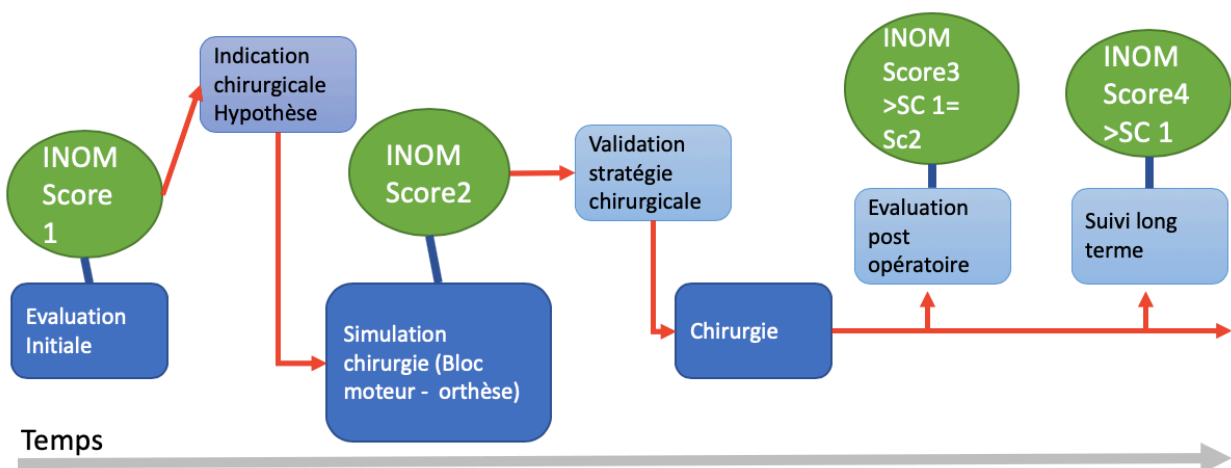 INOM
Score
1
Evaluation
Initiale
Indication
chirurgicale
Hypothèse
INOM
Score2
Simulation
chirurgie (Bloc
moteur - orthèse)
Validation
stratégie
chirurgicale
Chirurgie
INOM
Score3
>SC 1=
Sc2
Evaluation
post
opératoire
INOM
Score4
>SC 1
Suivi long
terme
Temps